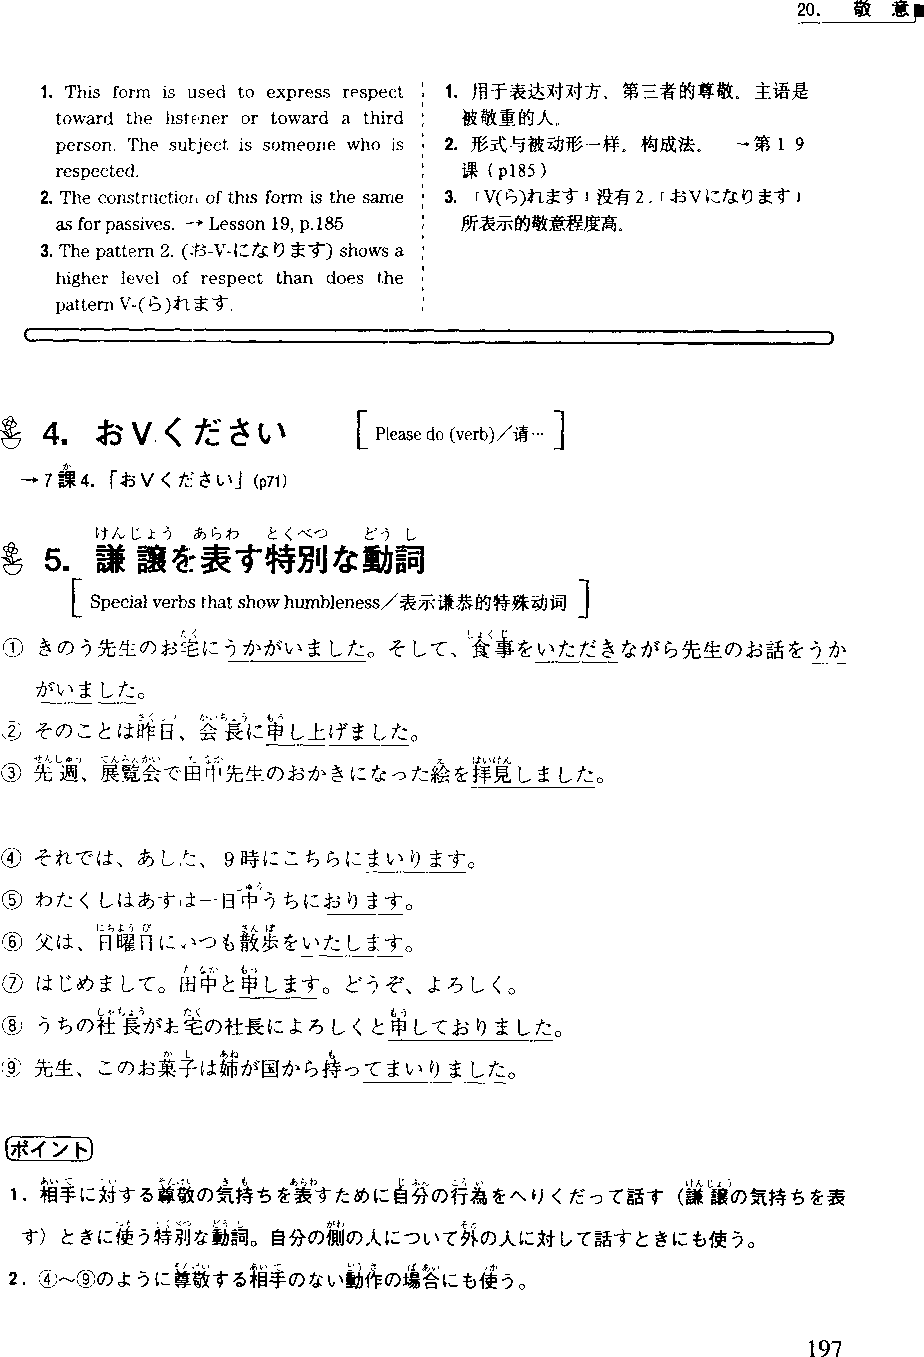 20. 敬意
1. This form is used to express respect
toward the listener or toward a third
person. The subject is someone who is
respected.
2. The construction of this form is the same
as for passives. → Lesson 19, p.185
3. The pattern 2. (お-V-になります) shows a
higher level of respect than does the
pattern V-(ら)れます.
1. 用于表达对对方、第三者的尊敬。主语是
被敬重的人。
2. 形式与被动形一样。构成法。 →第19
课(p185)
3. 「V(ら)れます」没有2.「おVになります」
所表示的敬意程度高。
4. おVください [Please do (verb)/请…]
→7課4.「おVください」(p71)
5. 謙譲を表す特別な動詞
[Special verbs that show humbleness/表示谦恭的特殊动词]
① きのう先生のお宅にうかがいました。そして、食事をいただきながら先生のお話をうか
がいました。
② そのことは昨日、会長に申し上げました。
③ 先週、展覧会で田中先生のおかきになった絵を拝見しました。
④ それでは、あした、9時にこちらにまいります。
⑤ わたくしはあすは一日中うちにおります。
⑥ 父は、日曜日にいつも散歩をいたします。
⑦ はじめまして。田中と申します。どうぞ、よろしく。
⑧ うちの社長がお宅の社長によろしくと申しておりました。
⑨ 先生、このお菓子は姉が国から持ってまいりました。
ポイント
1. 相手に対する尊敬の気持ちを表すために自分の行為をへりくだって話す(謙譲の気持ちを表
す)ときに使う特別な動詞。自分の側の人について外の人に対して話すときにも使う。
2. ④~⑨のように尊敬する相手のない動作の場合にも使う。
197